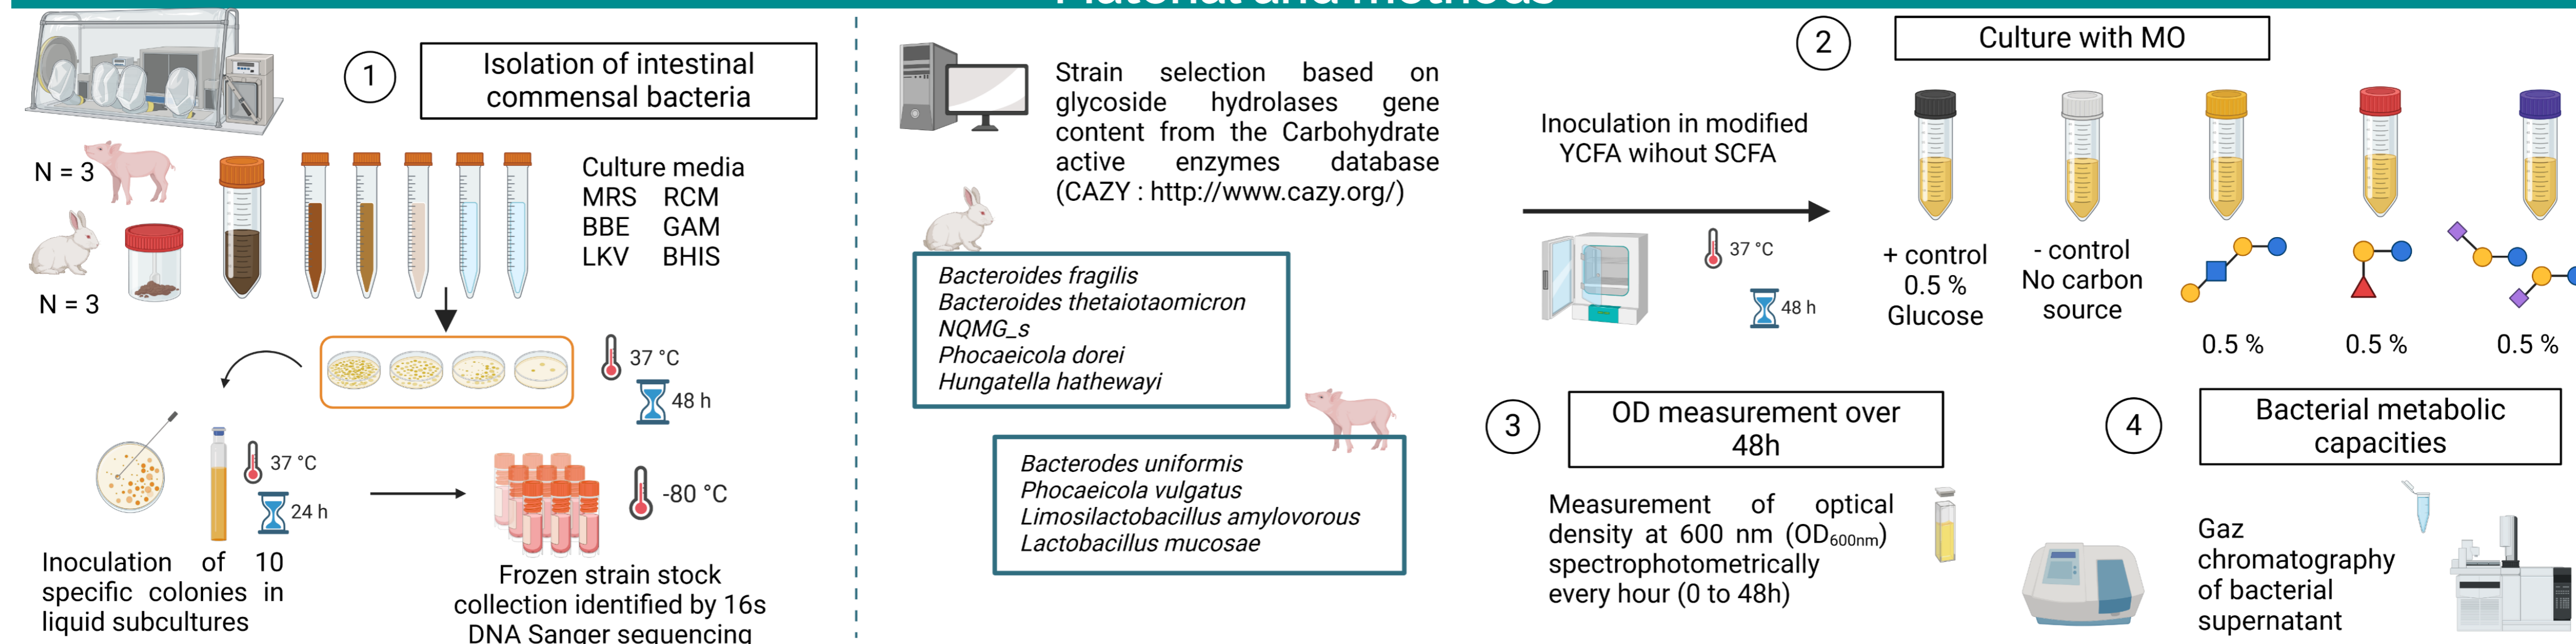 Material and methods
1
Isolation of intestinal
commensal bacteria
N = 3
N = 3
Culture media
MRS RCM
BBE GAM
LKV BHIS
37 °C
48 h
37 °C
24 h
-80 °C
Inoculation of 10
specific colonies in
liquid subcultures
Frozen strain stock
collection identified by 16s
DNA Sanger sequencing
Strain selection based on
glycoside hydrolases gene
content from the Carbohydrate
active enzymes database
(CAZY : http://www.cazy.org/)
Bacteroides fragilis
Bacteroides thetaiotaomicron
NQMG_s
Phocaeicola dorei
Hungatella hathewayi
Bacterodes uniformis
Phocaeicola vulgatus
Limosilactobacillus amylovorous
Lactobacillus mucosae
2
Culture with MO
Inoculation in modified
YCFA wihout SCFA
37 °C
48 h
+ control
0.5 %
Glucose
- control
No carbon
source
0.5 %
0.5 %
0.5 %
3
OD measurement over
48h
Measurement of optical
density at 600 nm (OD600nm)
spectrophotometrically
every hour (0 to 48h)
4
Bacterial metabolic
capacities
Gaz
chromatography
of bacterial
supernatant